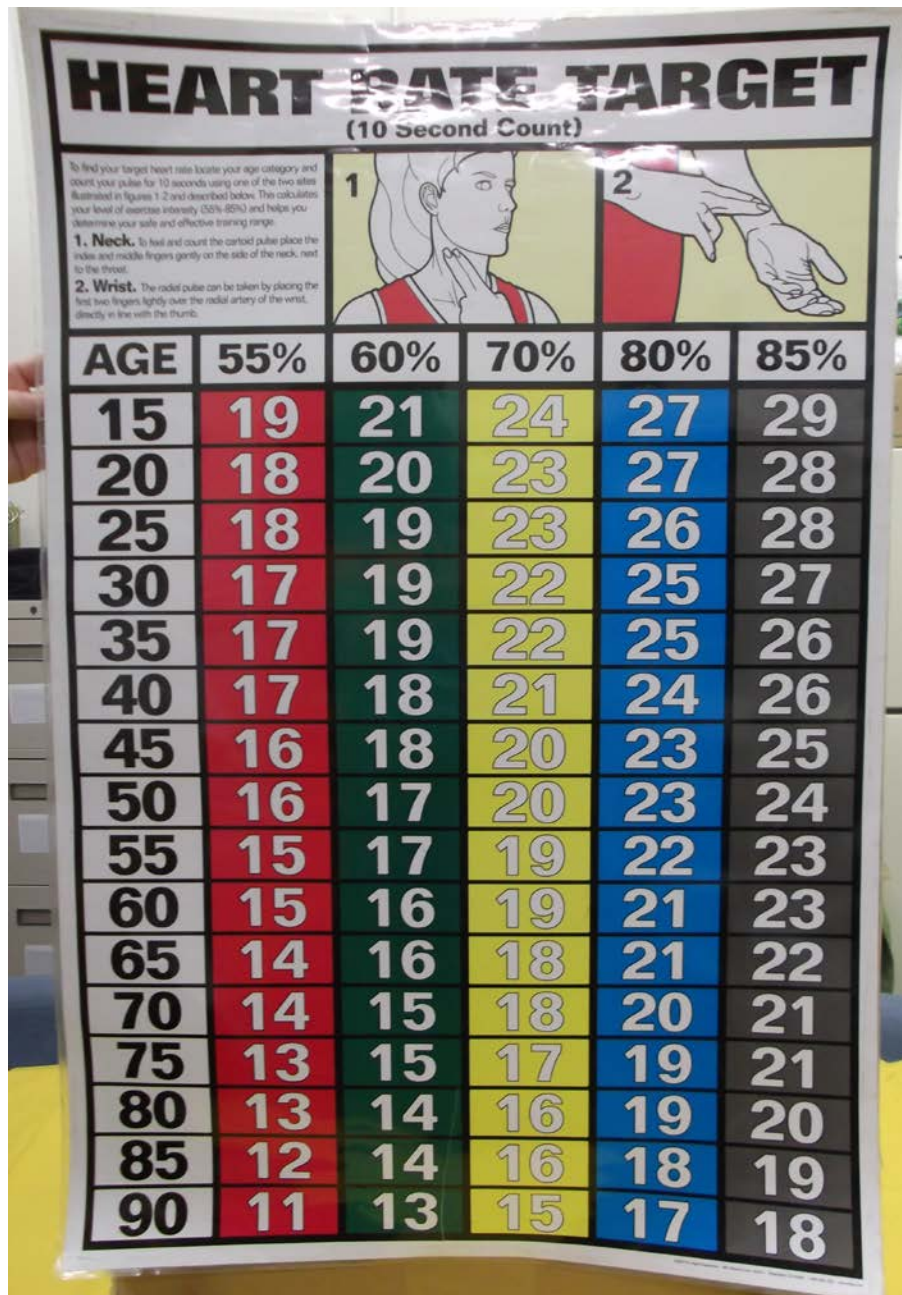 HEART RATE TARGET
(10 Second Count)
To find your target heart rate locate your age category and
count your pulse for 10 seconds using one of the two sites
illustrated in figures 1-2 and described below. This calculates
your level of exercise intensity (55%-85%) and helps you
determine your safe and effective training range.
1. Neck. To feel and count the cartoid pulse place the
index and middle fingers gently on the side of the neck, next
to the throat.
2. Wrist. The radial pulse can be taken by placing the
first two fingers lightly over the radial artery of the wrist,
directly in line with the thumb.
1
2
AGE 55% 60% 70% 80% 85%
15 19 21 24 27 29
20 18 20 23 27 28
25 18 19 23 26 28
30 17 19 22 25 27
35 17 19 22 25 26
40 17 18 21 24 26
45 16 18 20 23 25
50 16 17 20 23 24
55 15 17 19 22 23
60 15 16 19 21 23
65 14 16 18 21 22
70 14 15 18 20 21
75 13 15 17 19 21
80 13 14 16 19 20
85 12 14 16 18 19
90 11 13 15 17 18